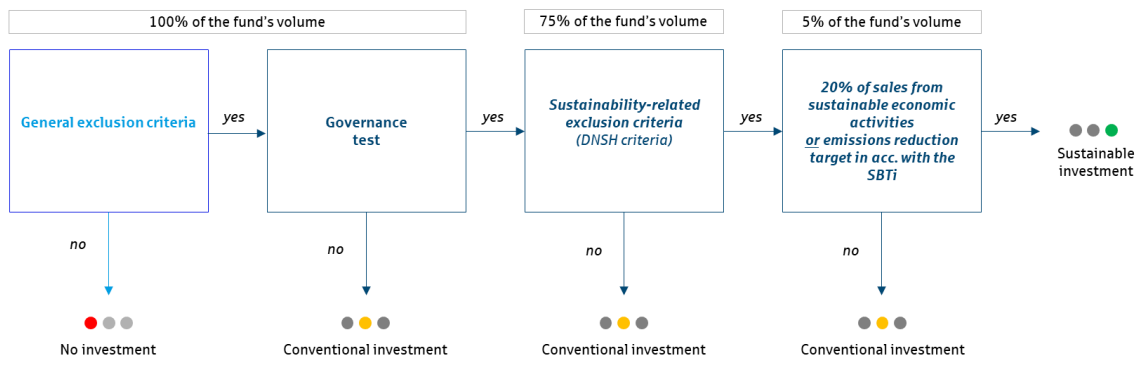 100% of the fund's volume
75% of the fund's volume
5% of the fund's volume
General exclusion criteria
yes
Governance
test
yes
Sustainability-related
exclusion criteria
(DNSH criteria)
yes
20% of sales from
sustainable economic
activities
or emissions reduction
target in acc. with the
SBTi
yes
Sustainable
investment
no
no
no
no
No investment
Conventional investment
Conventional investment
Conventional investment